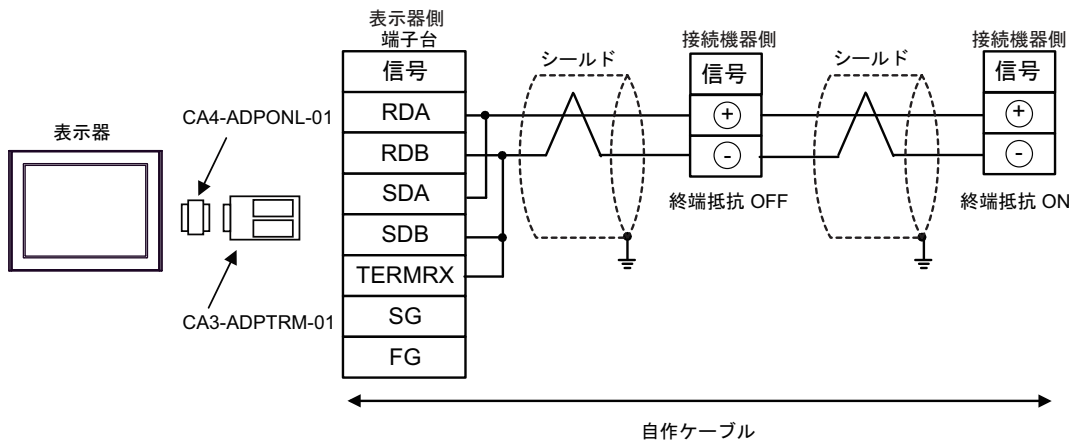 表示器
CA4-ADPONL-01
CA3-ADPTRM-01
表示器側
端子台
信号
RDA
RDB
SDA
SDB
TERMRX
SG
FG
シールド
接続機器側
信号
+
-
終端抵抗 OFF
シールド
接続機器側
信号
+
-
終端抵抗 ON
自作ケーブル